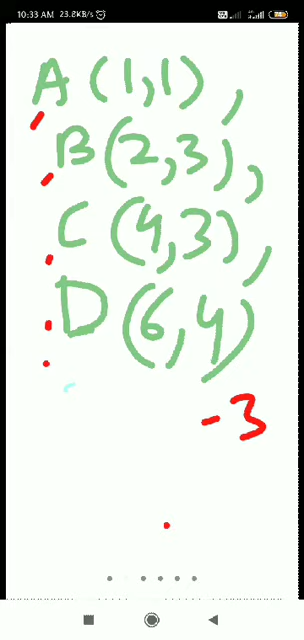 10:33 AM 23.8KB/s
A (1,1),
B (2,3),
C (4,3),
D (6,4)
-3